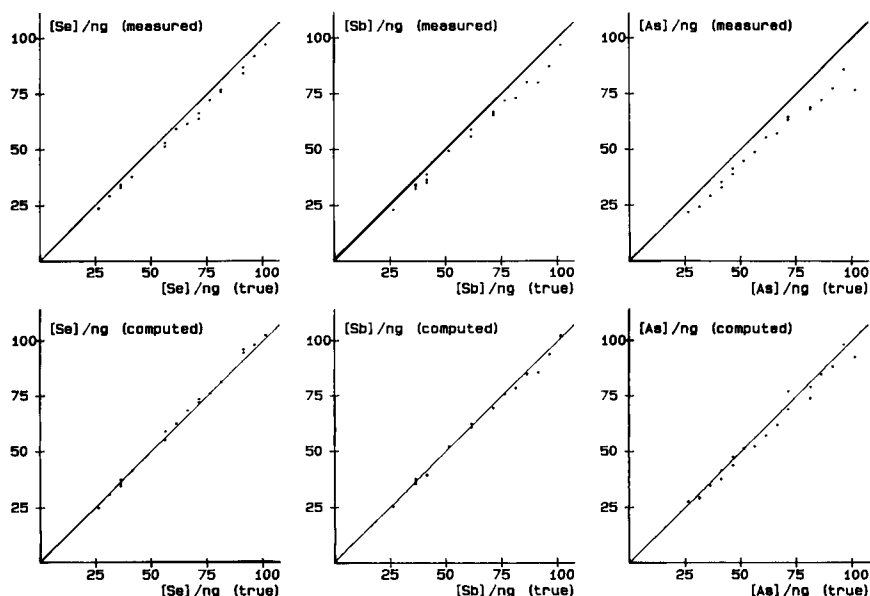 [Se]/ng (measured)
100
75
50
25
25 50 75 100
[Se]/ng (true)
[Sb]/ng (measured)
100
75
50
25
25 50 75 100
[Sb]/ng (true)
[As]/ng (measured)
100
75
50
25
25 50 75 100
[As]/ng (true)
[Se]/ng (computed)
100
75
50
25
25 50 75 100
[Se]/ng (true)
[Sb]/ng (computed)
100
75
50
25
25 50 75 100
[Sb]/ng (true)
[As]/ng (computed)
100
75
50
25
25 50 75 100
[As]/ng (true)